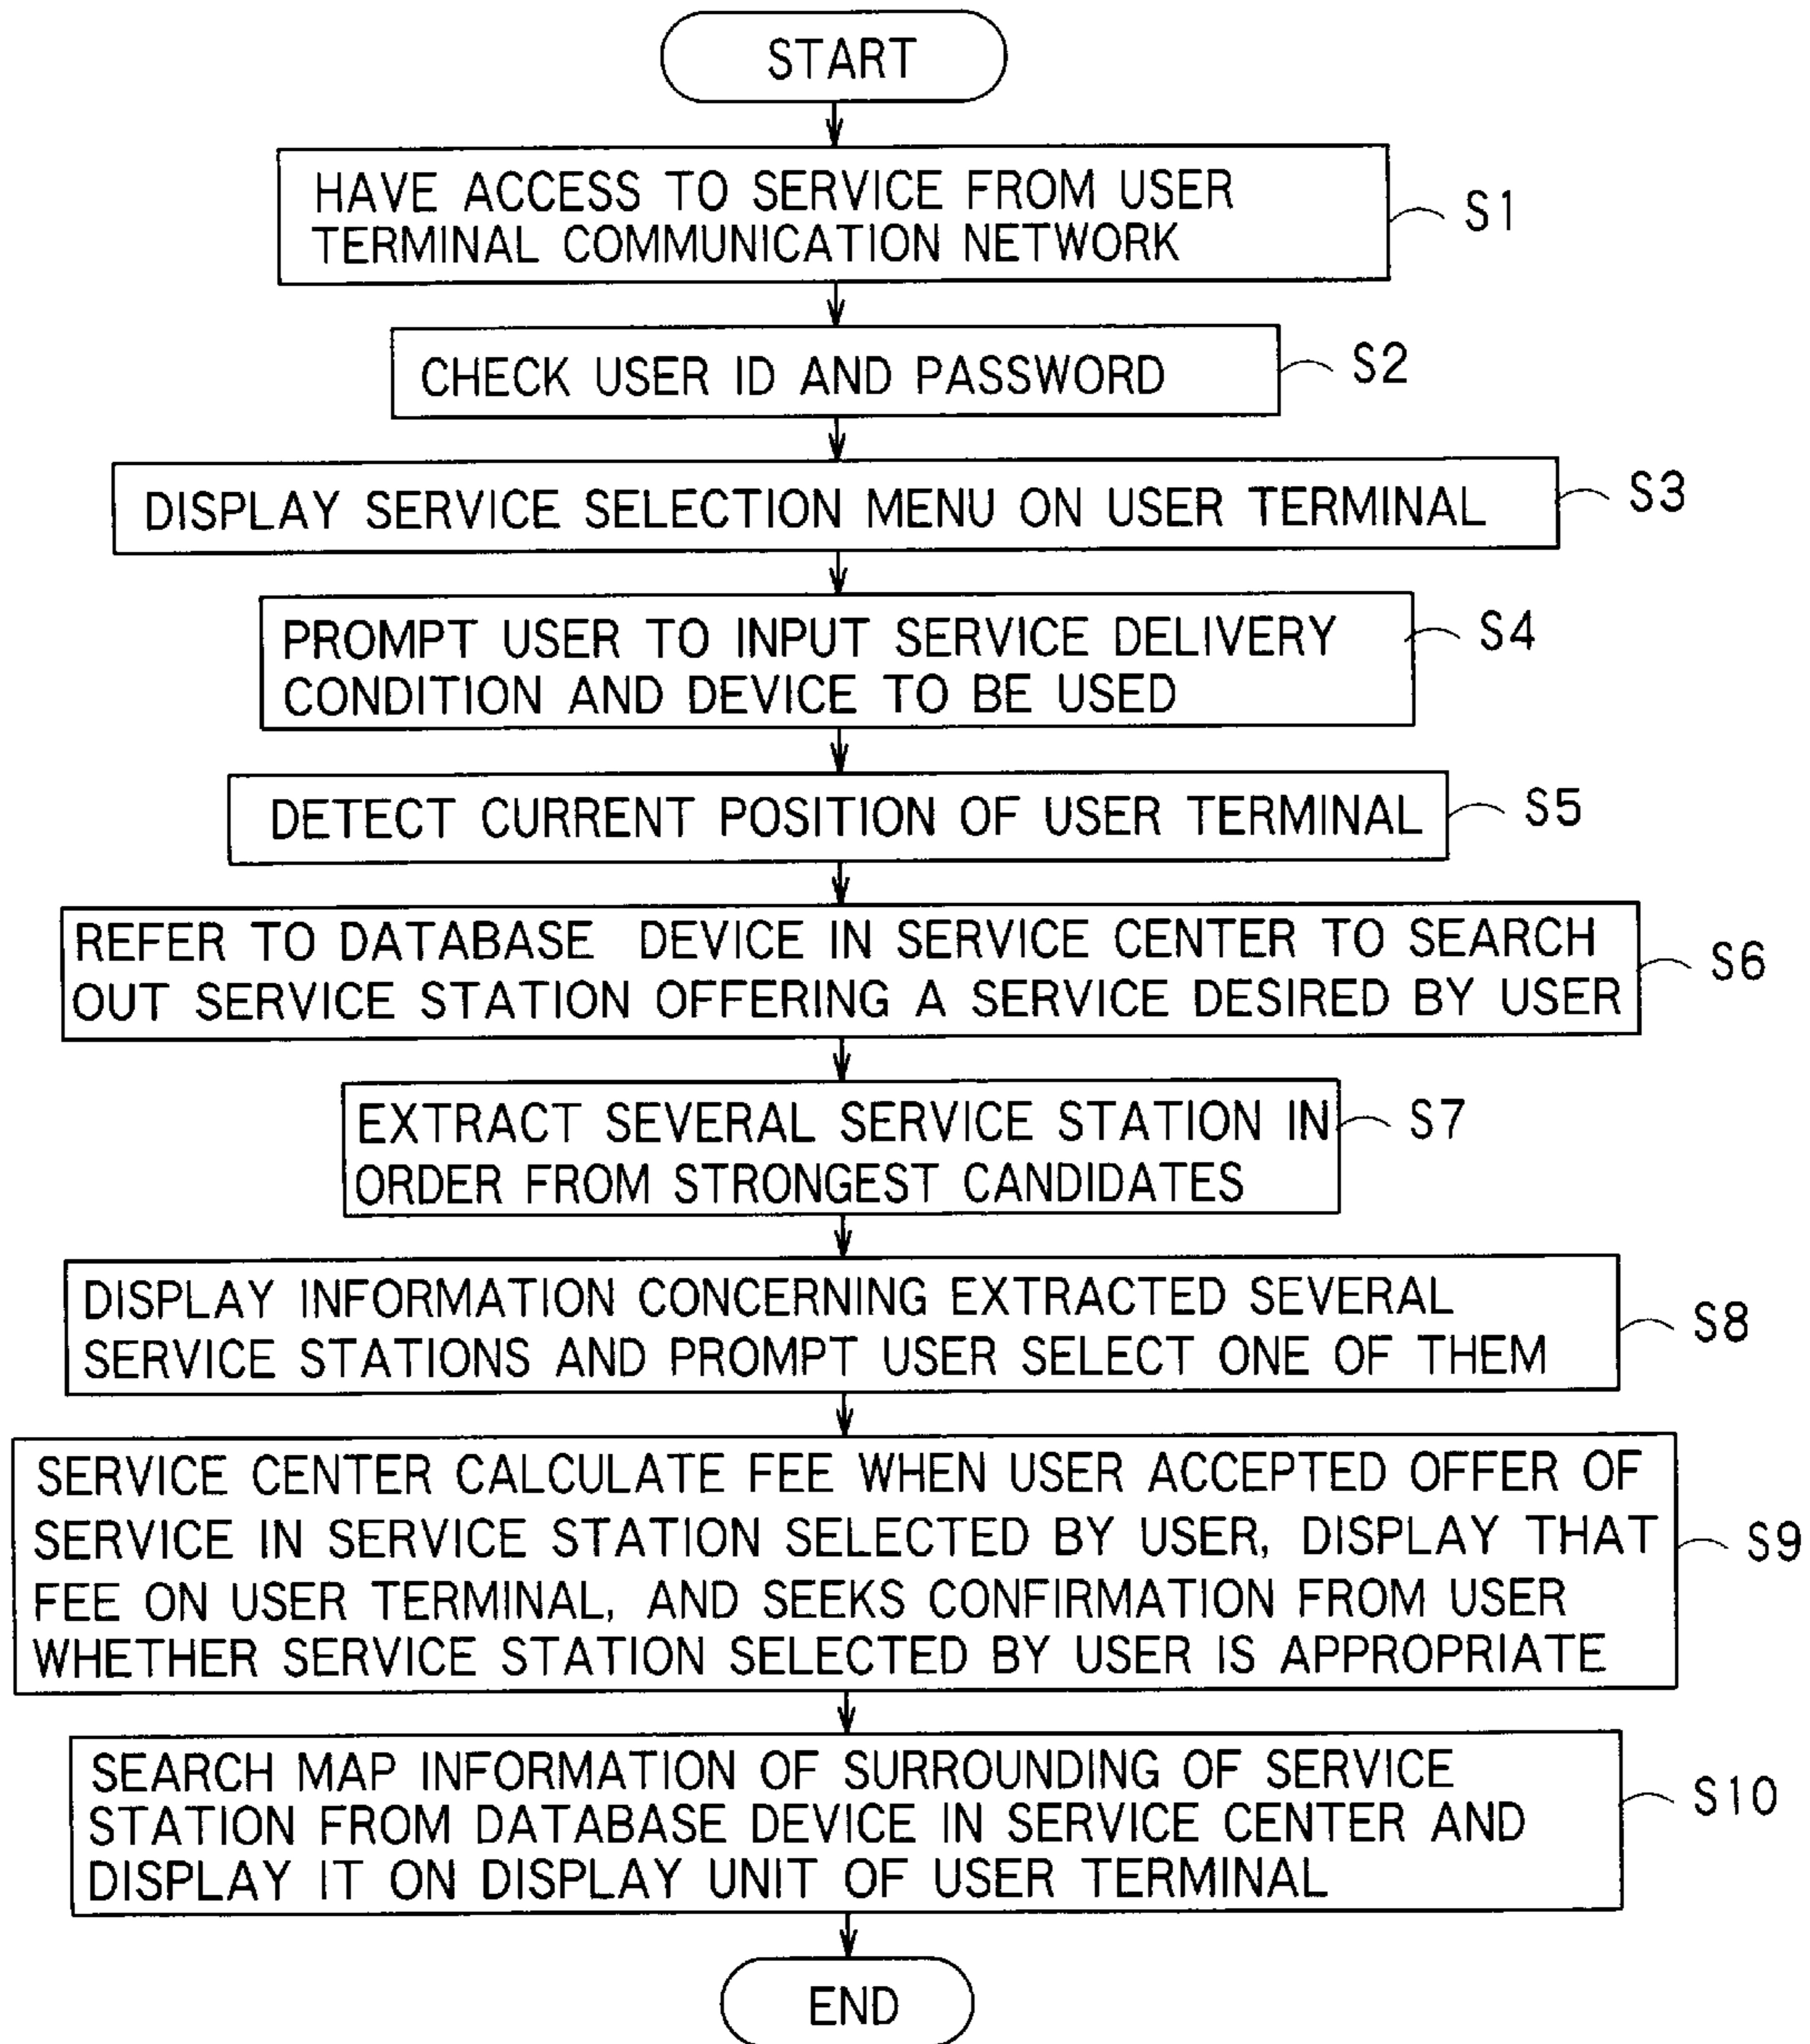 START
HAVE ACCESS TO SERVICE FROM USER
TERMINAL COMMUNICATION NETWORK
S1
CHECK USER ID AND PASSWORD
S2
DISPLAY SERVICE SELECTION MENU ON USER TERMINAL
S3
PROMPT USER TO INPUT SERVICE DELIVERY
CONDITION AND DEVICE TO BE USED
S4
DETECT CURRENT POSITION OF USER TERMINAL
S5
REFER TO DATABASE DEVICE IN SERVICE CENTER TO SEARCH
OUT SERVICE STATION OFFERING A SERVICE DESIRED BY USER
S6
EXTRACT SEVERAL SERVICE STATION IN
ORDER FROM STRONGEST CANDIDATES
S7
DISPLAY INFORMATION CONCERNING EXTRACTED SEVERAL
SERVICE STATIONS AND PROMPT USER SELECT ONE OF THEM
S8
SERVICE CENTER CALCULATE FEE WHEN USER ACCEPTED OFFER OF
SERVICE IN SERVICE STATION SELECTED BY USER, DISPLAY THAT
FEE ON USER TERMINAL, AND SEEKS CONFIRMATION FROM USER
WHETHER SERVICE STATION SELECTED BY USER IS APPROPRIATE
S9
SEARCH MAP INFORMATION OF SURROUNDING OF SERVICE
STATION FROM DATABASE DEVICE IN SERVICE CENTER AND
DISPLAY IT ON DISPLAY UNIT OF USER TERMINAL
S10
END